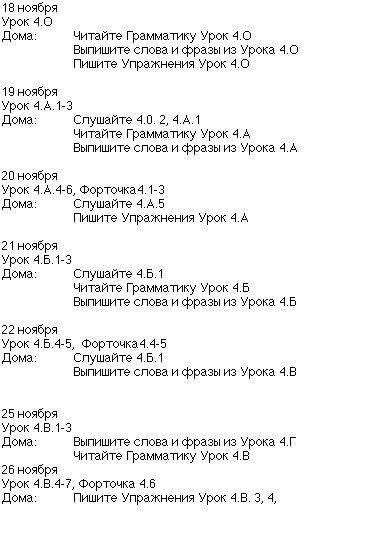 18 ноября
Урок 4.О
Дома: Читайте Грамматику Урок 4.О
Выпишите слова и фразы из Урока 4.О
Пишите Упражнения Урок 4.О
19 ноября
Урок 4.А.1-3
Дома: Слушайте 4.0. 2, 4.А.1
Читайте Грамматику Урок 4.А
Выпишите слова и фразы из Урока 4.А
20 ноября
Урок 4.А.4-6, Форточка4.1-3
Дома: Слушайте 4.А.5
Пишите Упражнения Урок 4.А
21 ноября
Урок 4.Б.1-3
Дома: Слушайте 4.Б.1
Читайте Грамматику Урок 4.Б
Выпишите слова и фразы из Урока 4.Б
22 ноября
Урок 4.Б.4-5, Форточка4.4-5
Дома: Слушайте 4.Б.1
Выпишите слова и фразы из Урока 4.В
25 ноября
Урок 4.В.1-3
Дома: Выпишите слова и фразы из Урока 4.Г
Читайте Грамматику Урок 4.В
26 ноября
Урок 4.В.4-7, Форточка 4.6
Дома: Пишите Упражнения Урок 4.В. 3, 4,